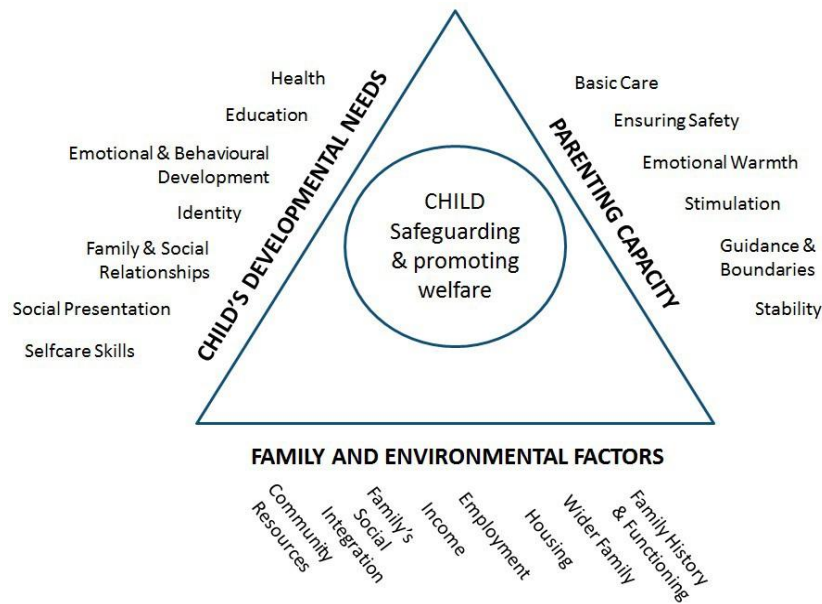 Health
Education
Emotional & Behavioural
Development
Identity
Family & Social
Relationships
Social Presentation
Selfcare Skills
CHILD'S DEVELOPMENTAL NEEDS
CHILD
Safeguarding
& promoting
welfare
PARENTING CAPACITY
Basic Care
Ensuring Safety
Emotional Warmth
Stimulation
Guidance &
Boundaries
Stability
FAMILY AND ENVIRONMENTAL FACTORS
Community
Resources
Family's
Social
Integration
Income
Employment
Housing
Wider Family
Family History
& Functioning